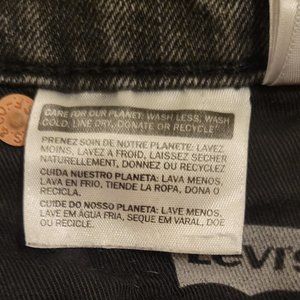 CARE FOR OUR PLANET: WASH LESS, WASH
COLD, LINE DRY, DONATE OR RECYCLE
PRENEZ SOIN DE NOTRE PLANETE: LAVEZ
MOINS, LAVEZ A FROID, LAISSEZ SECHER
NATURELLEMENT, DONNEZ OU RECYCLEZ
CUIDA NUESTRO PLANETA: LAVA MENOS,
LAVA EN FRIO, TIENDE LA ROPA, DONA O
RECICLA.
CUIDE DO NOSSO PLANETA: LAVE MENOS,
LAVE EM ÁGUA FRIA, SEQUE EM VARAL, DOE
OU RECICLE.
Levi's